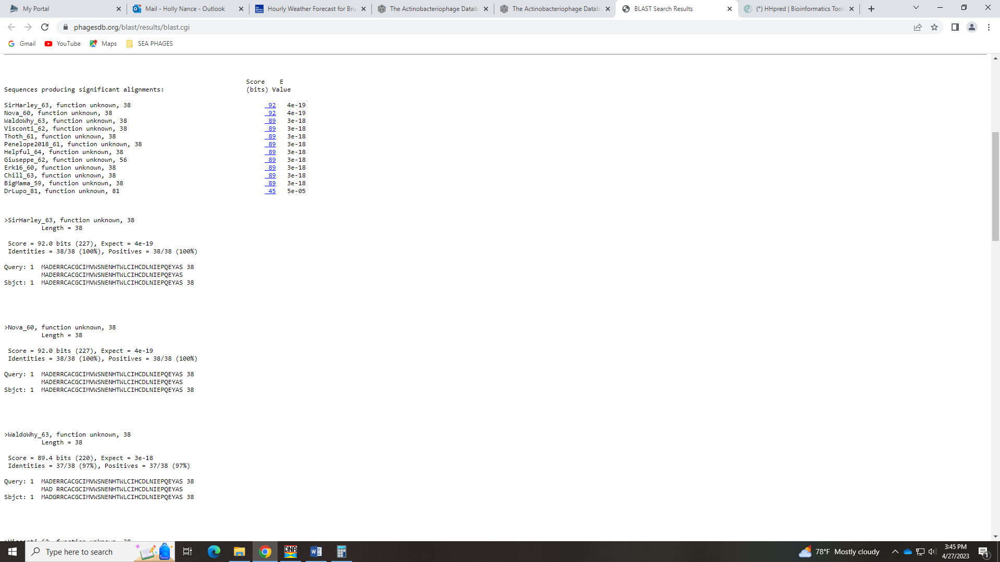 My Portal
Mail - Holly Nance - Outlook
Hourly Weather Forecast for Bru
The Actinobacteriophage Datab
The Actinobacteriophage Datab
BLAST Search Results
(*) HHpred | Bioinformatics Tool
phagesdb.org/blast/results/blast.cgi
Gmail
YouTube
Maps
SEA PHAGES
Score E
Sequences producing significant alignments: (bits) Value
SirHarley_63, function unknown, 38 92 4e-19
Nova_60, function unknown, 38 92 4e-19
WaldoWhy_63, function unknown, 38 89 3e-18
Visconti_62, function unknown, 38 89 3e-18
Thoth_61, function unknown, 38 89 3e-18
Penelope2018_61, function unknown, 38 89 3e-18
Helpful_64, function unknown, 38 89 3e-18
Giuseppe_62, function unknown, 56 89 3e-18
Erk16_60, function unknown, 38 89 3e-18
Chill_63, function unknown, 38 89 3e-18
BigMama_59, function unknown, 38 89 3e-18
DrLupo_81, function unknown, 81 45 5e-05
>SirHarley_63, function unknown, 38
Length = 38
Score = 92.0 bits (227), Expect = 4e-19
Identities = 38/38 (100%), Positives = 38/38 (100%)
Query: 1 MADERRCACGCIMVWSNENHTWLCIHCDLNIEPQEYAS 38
MADERRCACGCIMVWSNENHTWLCIHCDLNIEPQEYAS
Sbjct: 1 MADERRCACGCIMVWSNENHTWLCIHCDLNIEPQEYAS 38
>Nova_60, function unknown, 38
Length = 38
Score = 92.0 bits (227), Expect = 4e-19
Identities = 38/38 (100%), Positives = 38/38 (100%)
Query: 1 MADERRCACGCIMVWSNENHTWLCIHCDLNIEPQEYAS 38
MADERRCACGCIMVWSNENHTWLCIHCDLNIEPQEYAS
Sbjct: 1 MADERRCACGCIMVWSNENHTWLCIHCDLNIEPQEYAS 38
>WaldoWhy_63, function unknown, 38
Length = 38
Score = 89.4 bits (220), Expect = 3e-18
Identities = 37/38 (97%), Positives = 37/38 (97%)
Query: 1 MADERRCACGCIMVWSNENHTWLCIHCDLNIEPQEYAS 38
MAD RRCACGCIMVWSNENHTWLCIHCDLNIEPQEYAS
Sbjct: 1 MADGRRCACGCIMVWSNENHTWLCIHCDLNIEPQEYAS 38
>Visconti_62, function unknown, 38
Type here to search
DNA
78°F Mostly cloudy
3:45 PM
4/27/2023
1